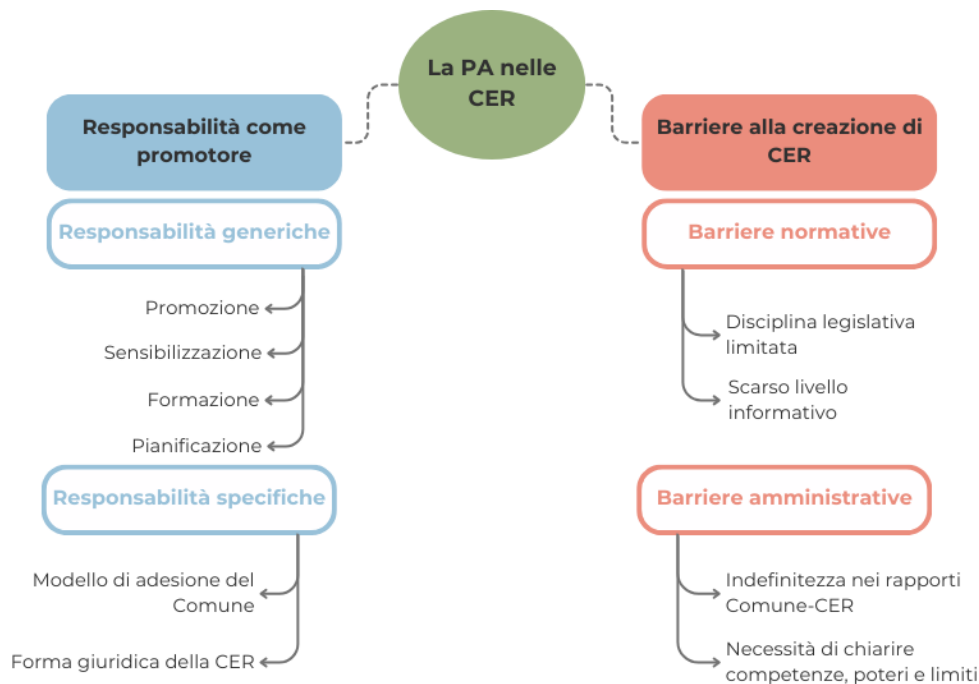 La PA nelle
CER
Responsabilità come
promotore
Responsabilità generiche
Promozione
Sensibilizzazione
Formazione
Pianificazione
Responsabilità specifiche
Modello di adesione del
Comune
Forma giuridica della CER
Barriere alla creazione di
CER
Barriere normative
Disciplina legislativa
limitata
Scarso livello
informativo
Barriere amministrative
Indefinitezza nei rapporti
Comune-CER
Necessità di chiarire
competenze, poteri e limiti